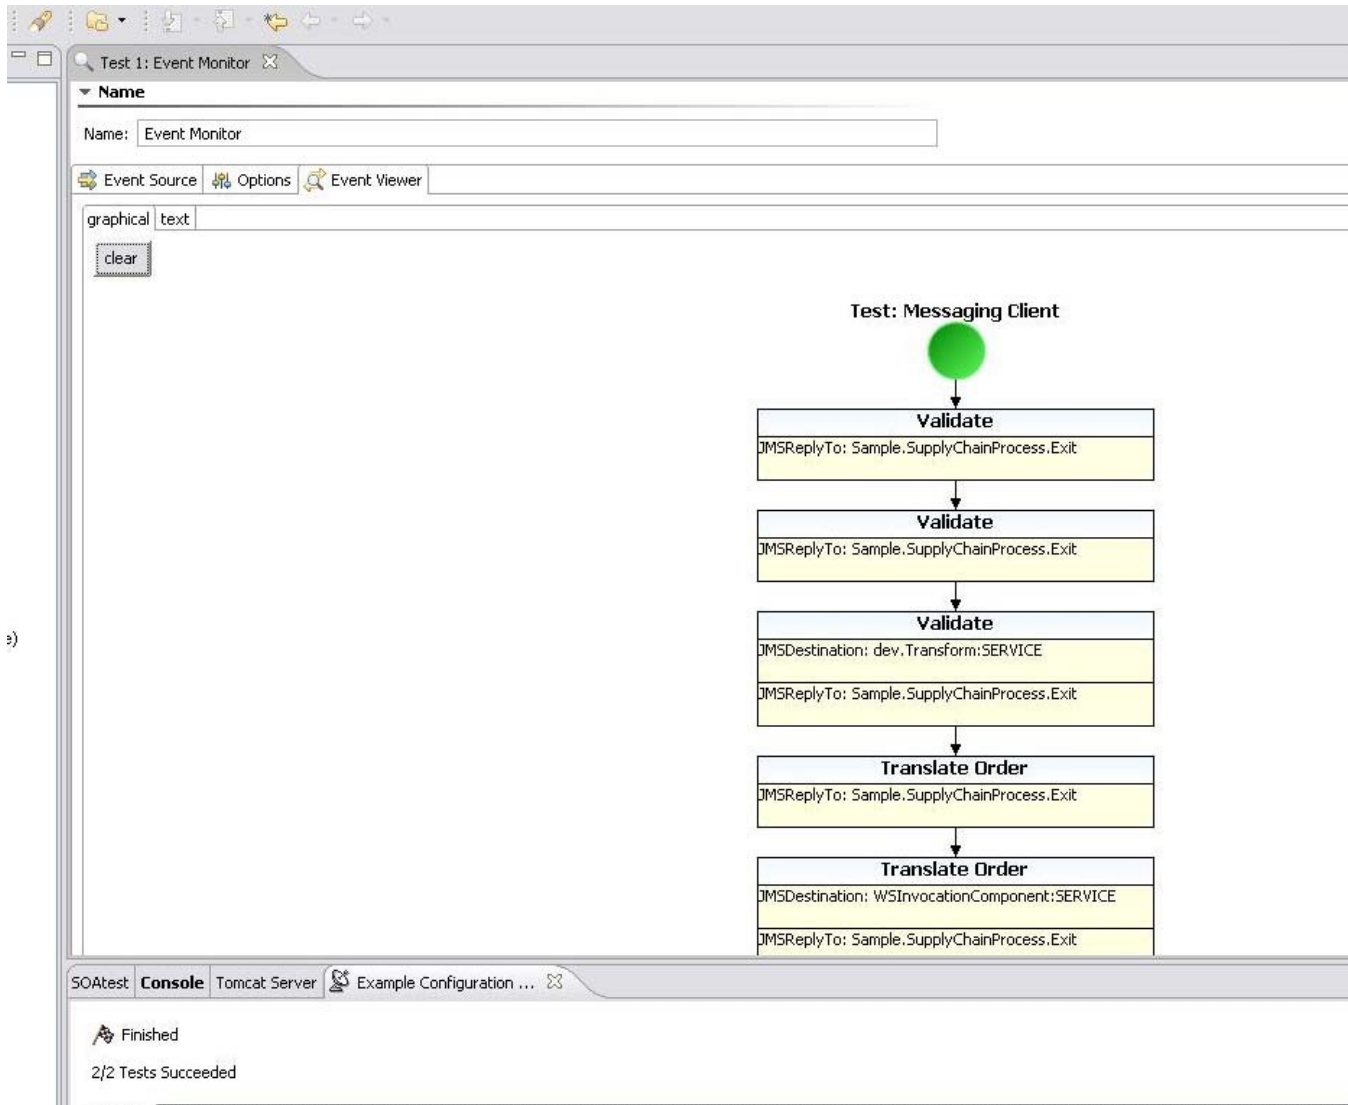 Test 1: Event Monitor
Name
Name: Event Monitor
Event Source Options Event Viewer
graphical text
clear
Test: Messaging Client
Validate
JMSReplyTo: Sample.SupplyChainProcess.Exit
Validate
JMSReplyTo: Sample.SupplyChainProcess.Exit
Validate
e)
JMSDestination: dev.Transform:SERVICE
JMSReplyTo: Sample.SupplyChainProcess.Exit
Translate Order
JMSReplyTo: Sample.SupplyChainProcess.Exit
Translate Order
JMSDestination: WSInvocationComponent:SERVICE
JMSReplyTo: Sample.SupplyChainProcess.Exit
SOAtest Console Tomcat Server Example Configuration ...
Finished
2/2 Tests Succeeded